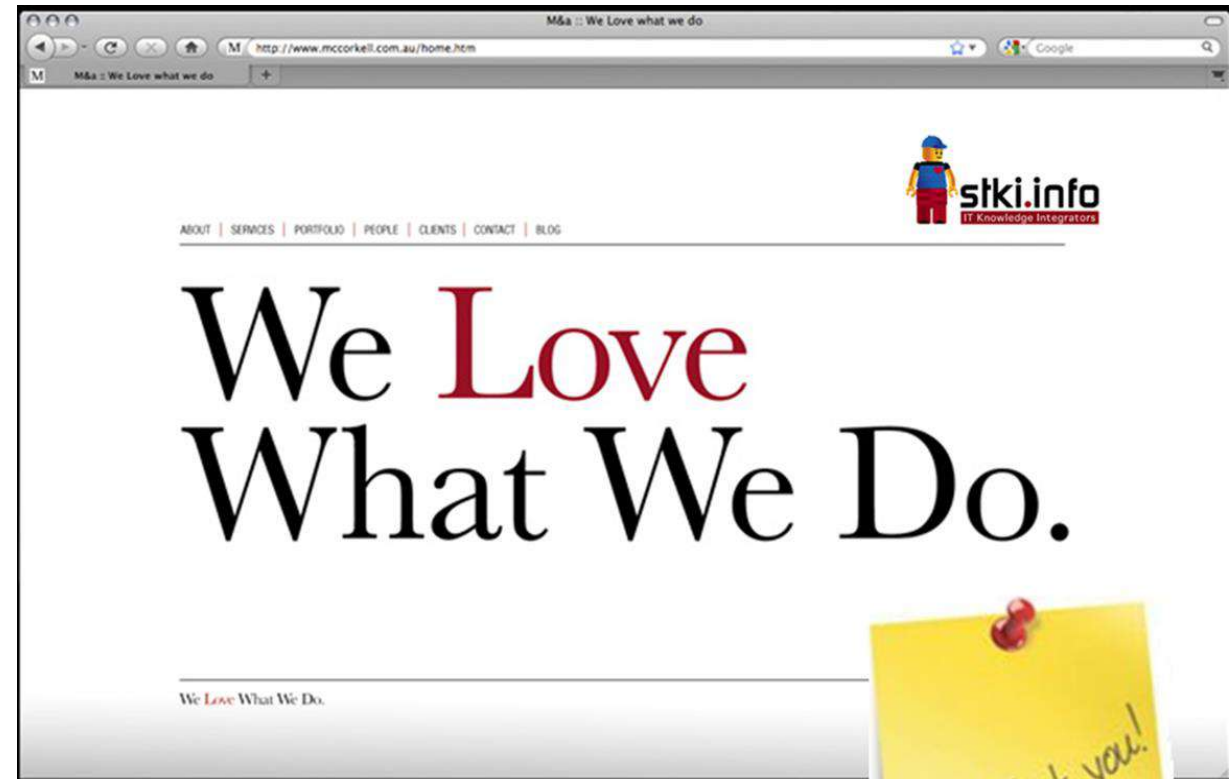 M&a :: We Love what we do
M http://www.mccorkell.com.au/home.htm
Google
M M&a :: We Love what we do +
stki.info
IT Knowledge Integrators
ABOUT | SERVICES | PORTFOLIO | PEOPLE | CLIENTS | CONTACT | BLOG
We Love
What We Do.
We Love What We Do.
you!